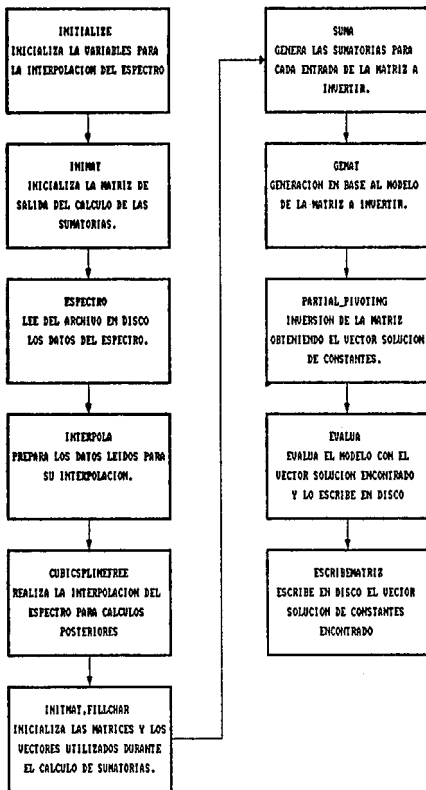 INITIALIZE
INICIALIZA LA VARIABLES PARA
LA INTERPOLACION DEL ESPECTRO
INIMAT
INICIALIZA LA MATRIZ DE
SALIDA DEL CALCULO DE LAS
SUMATORIAS.
ESPECTRO
LEE DEL ARCHIVO EN DISCO
LOS DATOS DEL ESPECTRO.
INTERPOLA
PREPARA LOS DATOS LEIDOS PARA
SU INTERPOLACION.
CUBICSPLINEFREE
REALIZA LA INTERPOLACION DEL
ESPECTRO PARA CALCULOS
POSTERIORES
INITMAT,FILLCHAR
INICIALIZA LAS MATRICES Y LOS
VECTORES UTILIZADOS DURANTE
EL CALCULO DE SUMATORIAS.
SUMA
GENERA LAS SUMATORIAS PARA
CADA ENTRADA DE LA MATRIZ A
INVERTIR.
GEMAT
GENERACION EN BASE AL MODELO
DE LA MATRIZ A INVERTIR.
PARTIAL_PIVOTING
INVERSION DE LA MATRIZ
OBTENIENDO EL VECTOR SOLUCION
DE CONSTANTES.
EVALUA
EVALUA EL MODELO CON EL
VECTOR SOLUCION ENCONTRADO
Y LO ESCRIBE EN DISCO
ESCRIBEMATRIZ
ESCRIBE EN DISCO EL VECTOR
SOLUCION DE CONSTANTES
ENCONTRADO